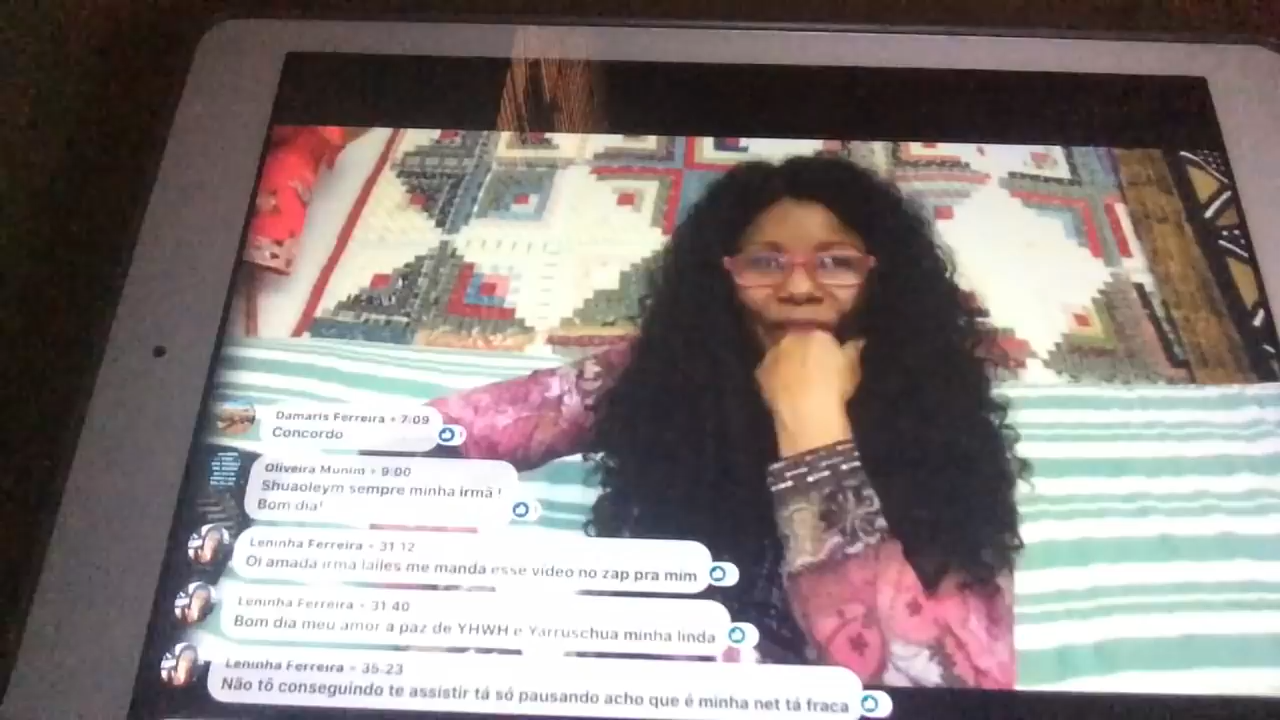 Damaris Ferreira • 7:09
Concordo
Oliveira Munim • 9:00
Shuaoleym sempre minha irmã !
Bom dia!
Leninha Ferreira • 31:12
Oi amada irma lailes me manda esse video no zap pra mim
Leninha Ferreira • 31:40
Bom dia meu amor a paz de YHWH e Yarruschua minha linda
Leninha Ferreira • 35:23
Não tô conseguindo te assistir tá só pausando acho que é minha net tá fraca